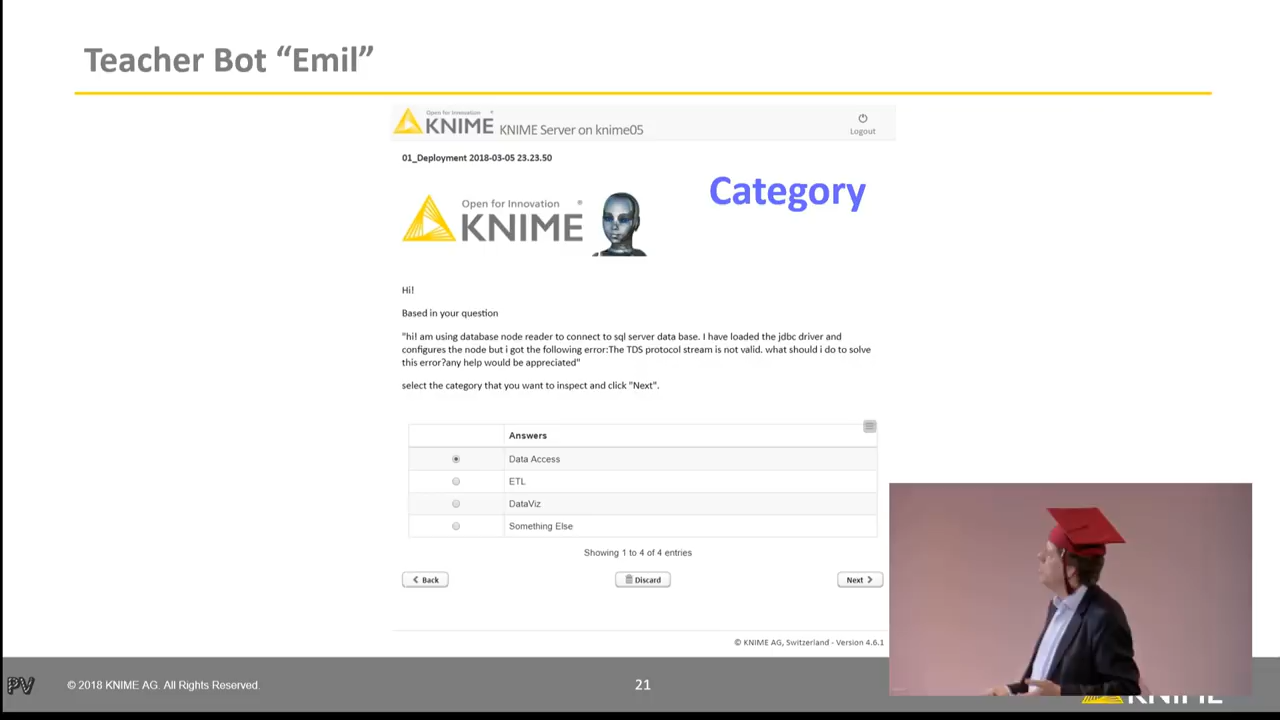 Teacher Bot “Emil”
Open for Innovation
KNIME
KNIME Server on knime05
Logout
01_Deployment 2018-03-05 23.23.50
Category
Open for Innovation
KNIME
Hi!
Based in your question
"hi! am using database node reader to connect to sql server data base. I have loaded the jdbc driver and
configures the node but i got the following error:The TDS protocol stream is not valid. what should i do to solve
this error?any help would be appreciated"
select the category that you want to inspect and click "Next".
Answers
Data Access
ETL
DataViz
Something Else
Showing 1 to 4 of 4 entries
Back
Discard
Next
© KNIME AG, Switzerland - Version 4.6.1
PV
© 2018 KNIME AG. All Rights Reserved.
21
KNIME